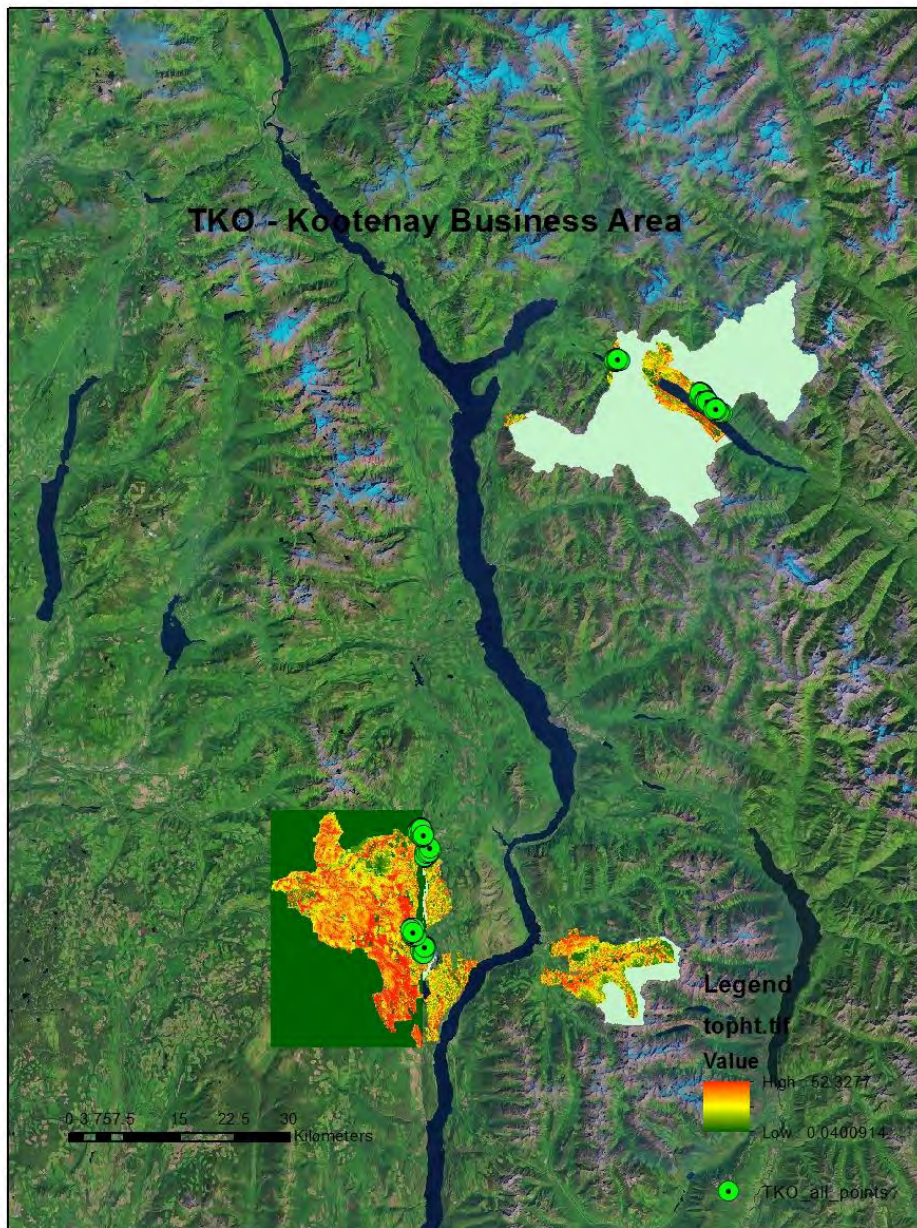 TKO - Kootenay Business Area
Legend
topht.tif
Value
High : 52.3277
Low : 0.0400914
0 3.757.5 15 22.5 30
Kilometers
TKO_all_points